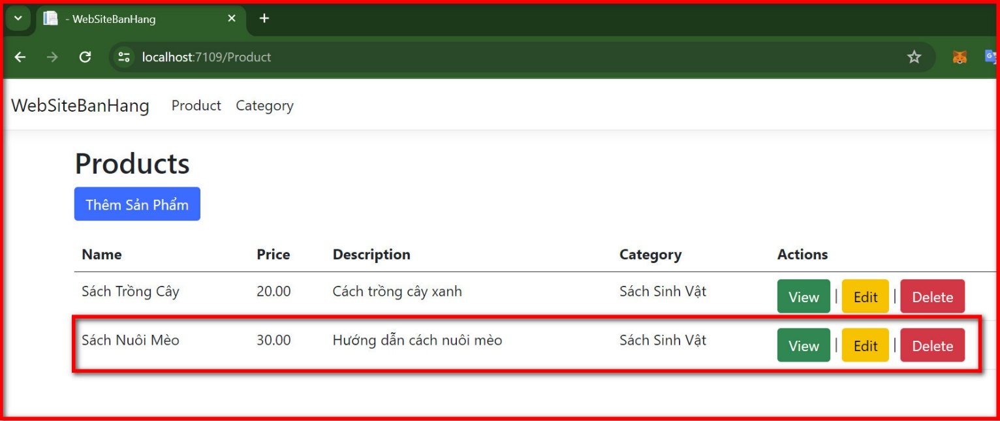 - WebSiteBanHang
localhost:7109/Product
WebSiteBanHang Product Category
Products
Thêm Sản Phẩm
Name Price Description Category Actions
Sách Trồng Cây 20.00 Cách trồng cây xanh Sách Sinh Vật View | Edit | Delete
Sách Nuôi Mèo 30.00 Hướng dẫn cách nuôi mèo Sách Sinh Vật View | Edit | Delete